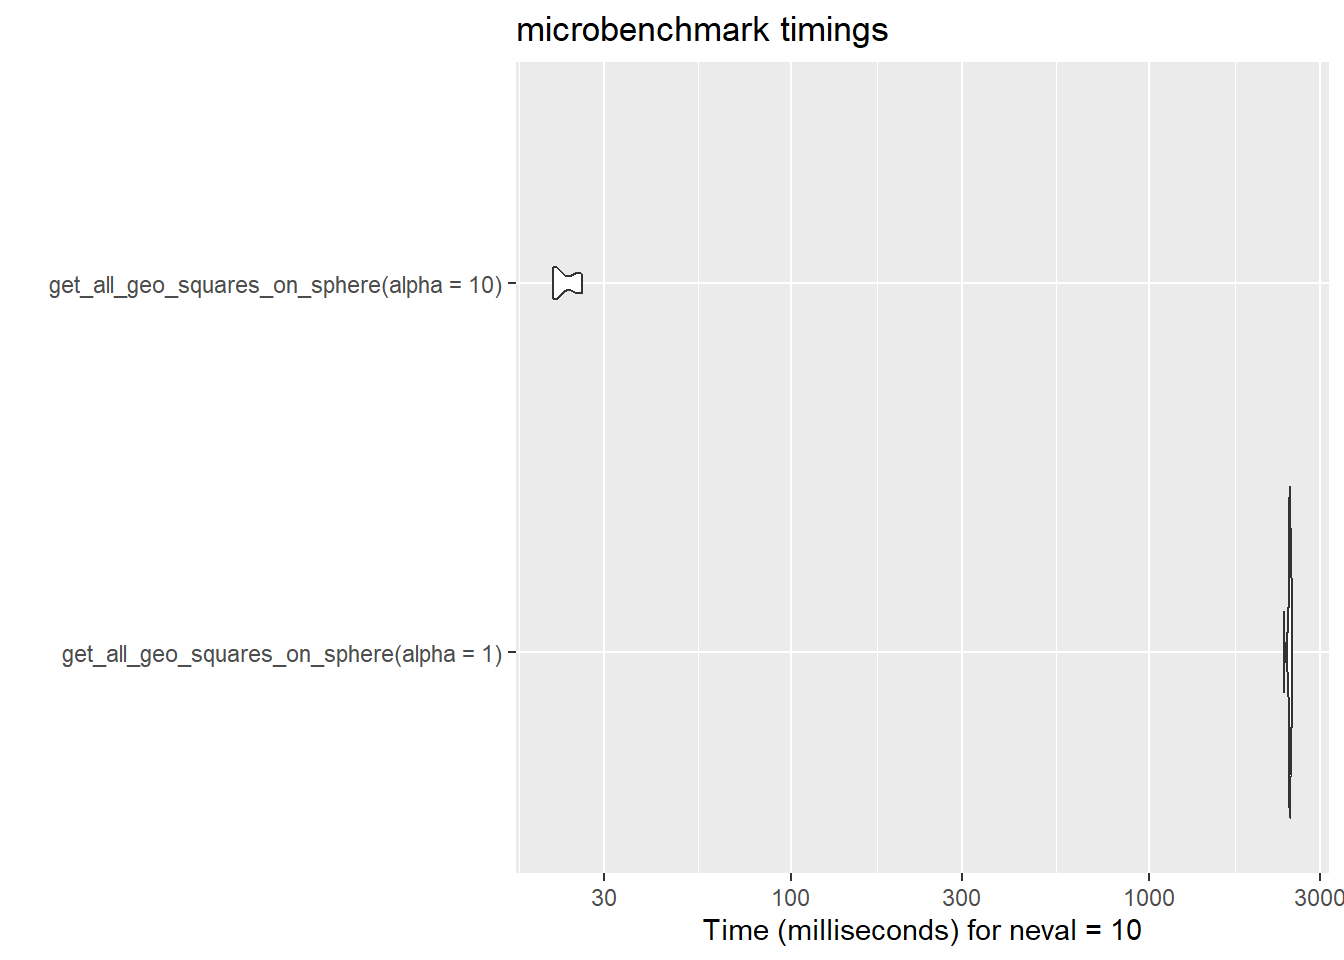 microbenchmark timings
get_all_geo_squares_on_sphere(alpha = 10)
get_all_geo_squares_on_sphere(alpha = 1)
30 100 300 1000 3000
Time (milliseconds) for neval = 10